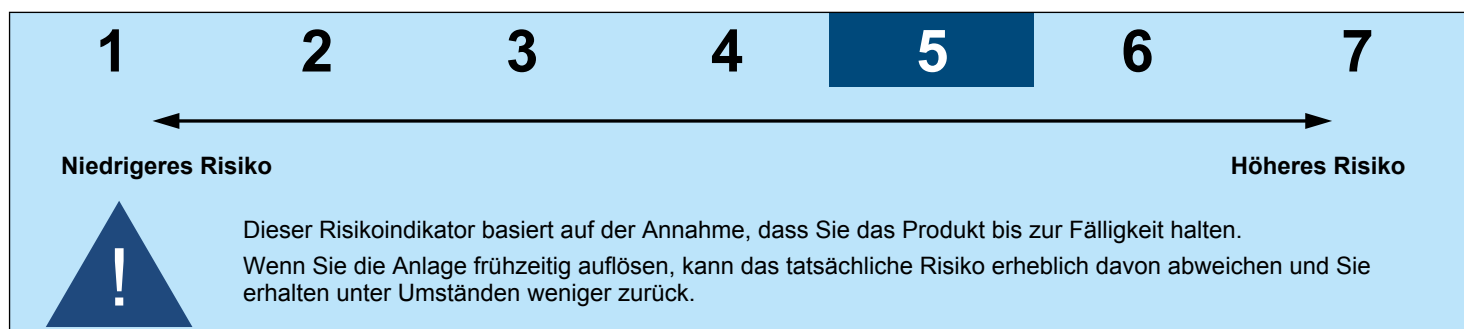 1 2 3 4 5 6 7
Niedrigeres Risiko Höheres Risiko
!
Dieser Risikoindikator basiert auf der Annahme, dass Sie das Produkt bis zur Fälligkeit halten.
Wenn Sie die Anlage frühzeitig auflösen, kann das tatsächliche Risiko erheblich davon abweichen und Sie
erhalten unter Umständen weniger zurück.